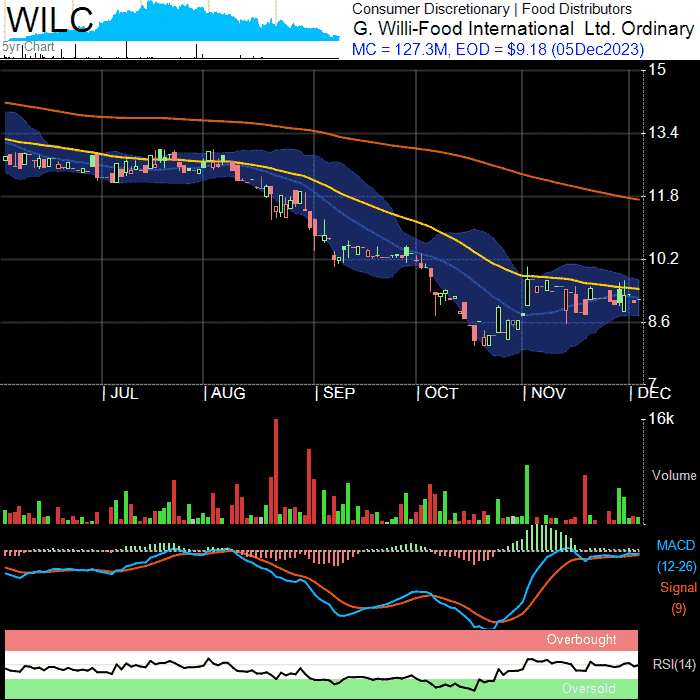 WILC
5yr Chart
Consumer Discretionary | Food Distributors
G. Willi-Food International Ltd. Ordinary
MC = 127.3M, EOD = $9.18 (05Dec2023)
15
13.4
11.8
10.2
8.6
7
| JUL | AUG | SEP | OCT | NOV | DEC
16k
Volume
MACD
(12-26)
Signal
(9)
Overbought
RSI(14)
Oversold